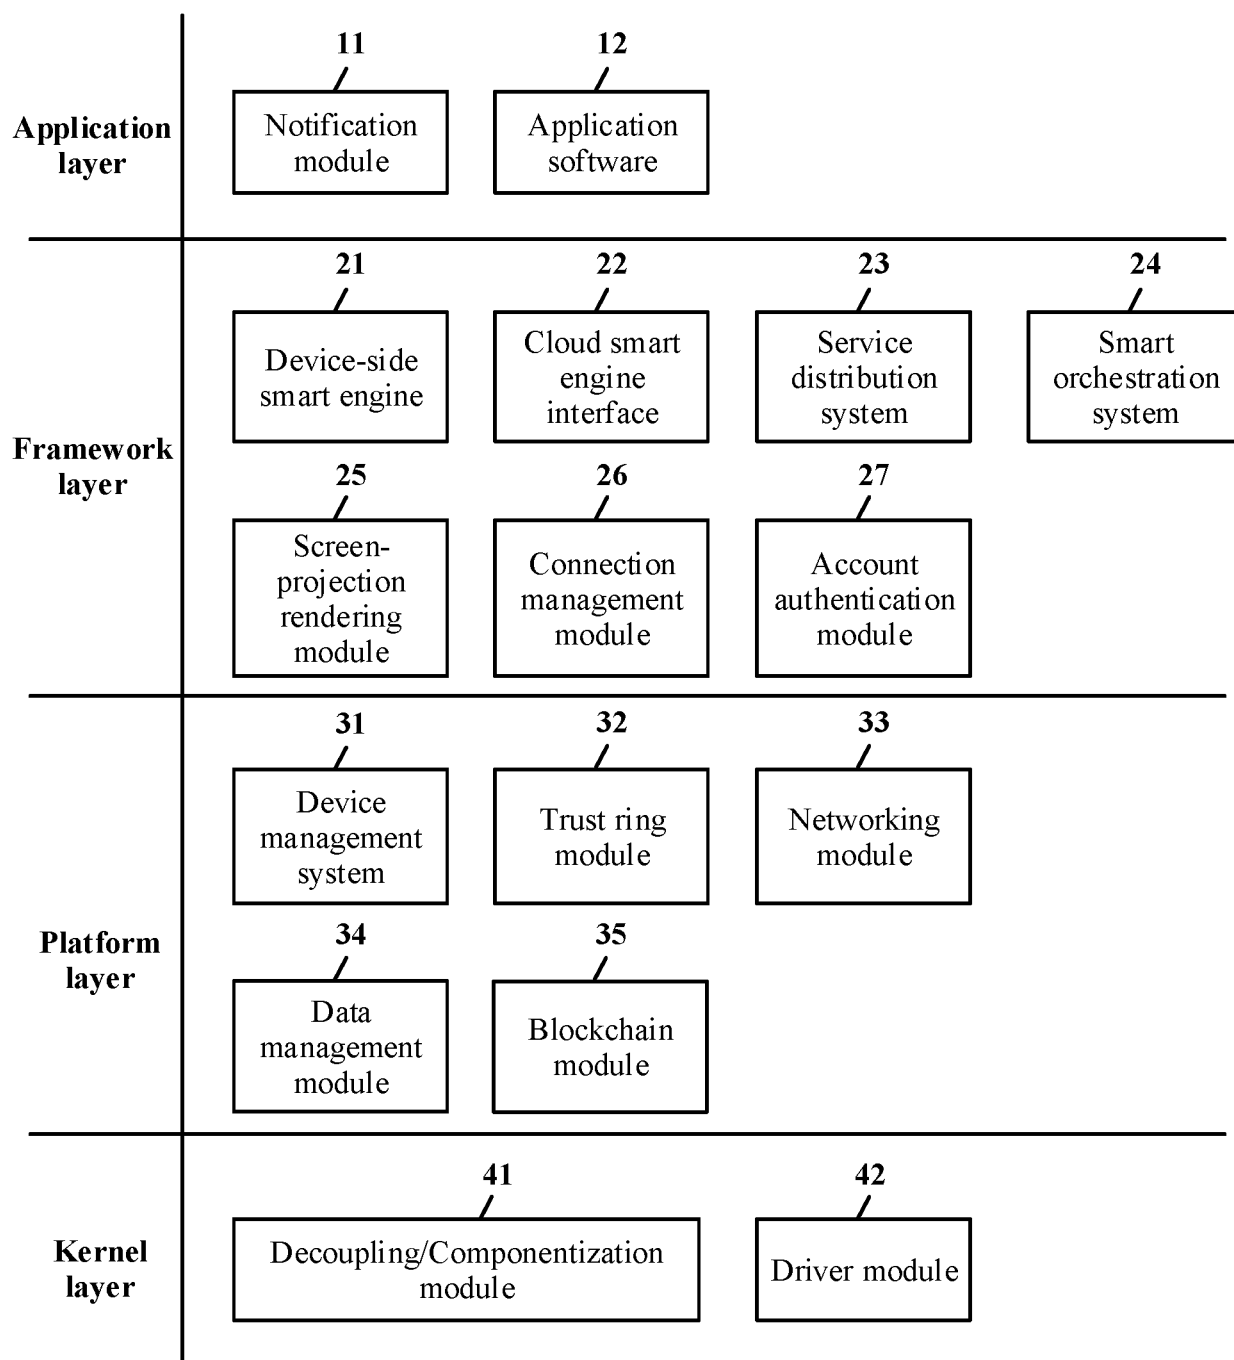 11
12
Application
layer
Notification
module
Application
software
21
22
23
24
Framework
layer
Device-side
smart engine
Cloud smart
engine
interface
Service
distribution
system
Smart
orchestration
system
25
26
27
Screen-
projection
rendering
module
Connection
management
module
Account
authentication
module
31
32
33
Platform
layer
Device
management
system
Trust ring
module
Networking
module
34
35
Data
management
module
Blockchain
module
41
42
Kernel
layer
Decoupling/Componentization
module
Driver module